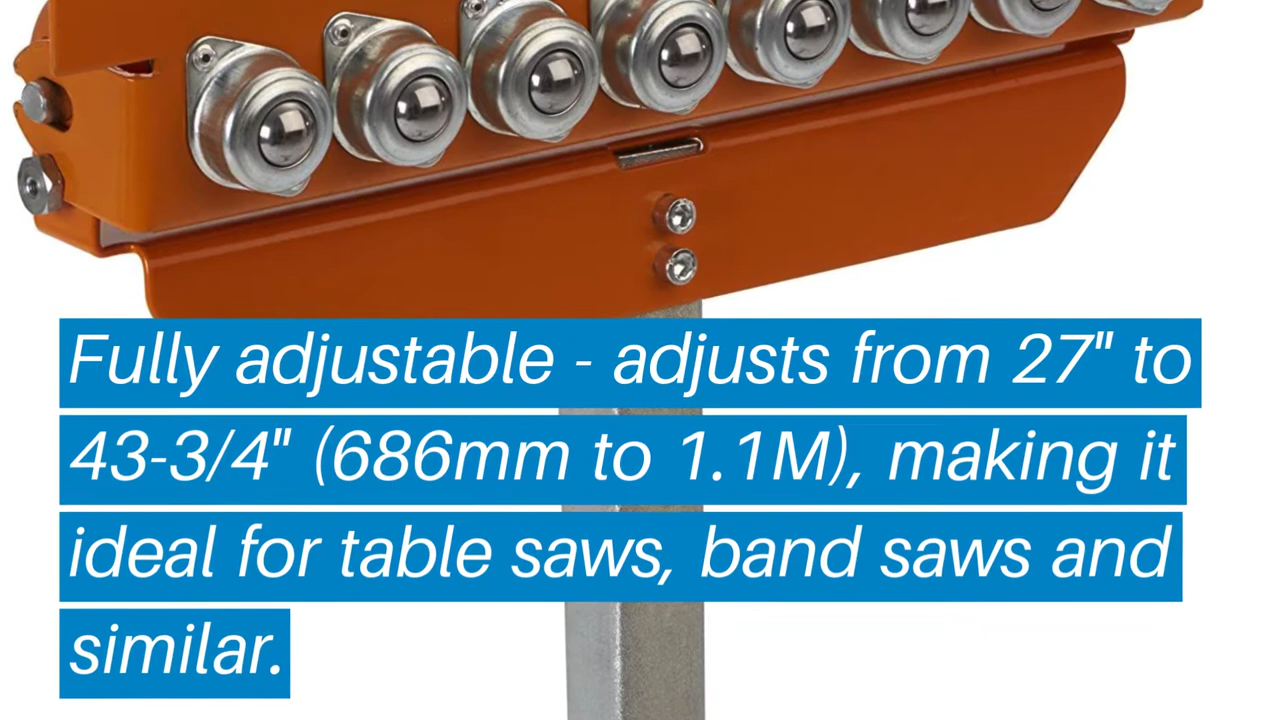 Fully adjustable - adjusts from 27" to
43-3/4" (686mm to 1.1M), making it
ideal for table saws, band saws and
similar.